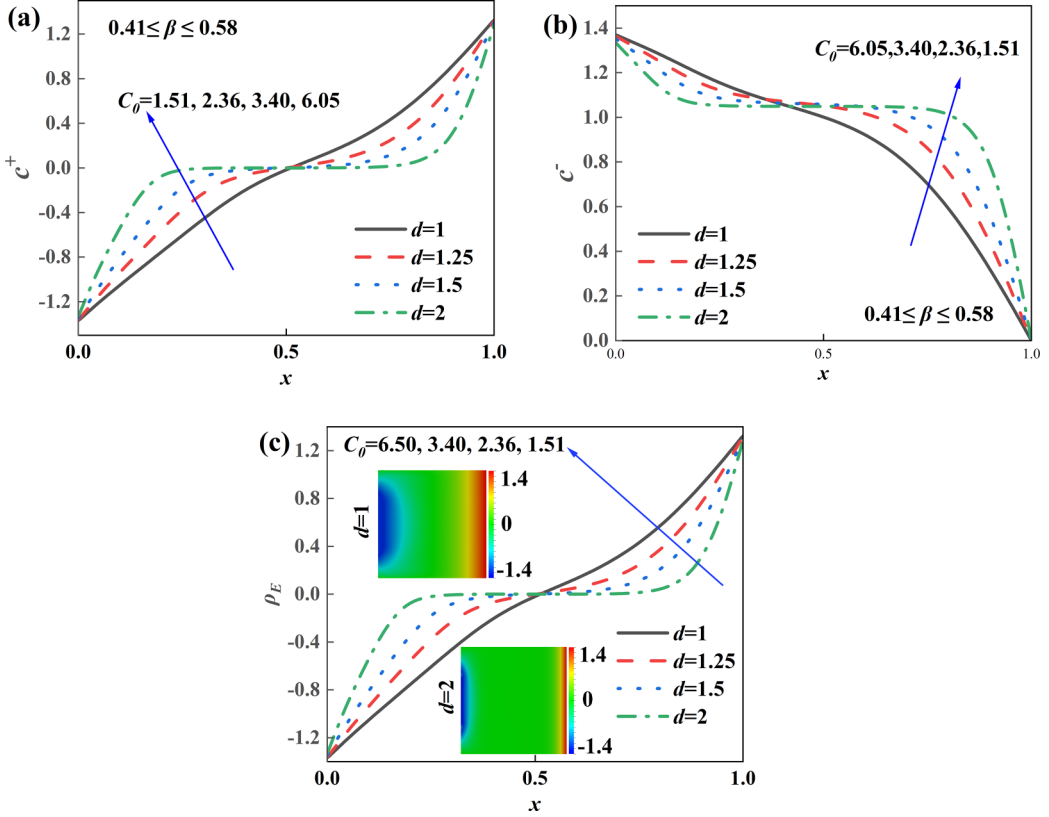 (a)
0.41≤ β ≤ 0.58
C0=1.51, 2.36, 3.40, 6.05
c+
1.2
0.8
0.4
0.0
-0.4
-0.8
-1.2
d=1
d=1.25
d=1.5
d=2
0.0
0.5
1.0
x
(b)
C0=6.05,3.40,2.36,1.51
c-
1.4
1.2
1.0
0.8
0.6
0.4
0.2
0.0
d=1
d=1.25
d=1.5
d=2
0.41≤ β ≤ 0.58
0.0
0.5
1.0
x
(c)
C0=6.50, 3.40, 2.36, 1.51
ρE
1.2
0.8
0.4
0.0
-0.4
-0.8
-1.2
d=1
1.4
0
-1.4
d=2
1.4
0
-1.4
d=1
d=1.25
d=1.5
d=2
0.0
0.5
1.0
x